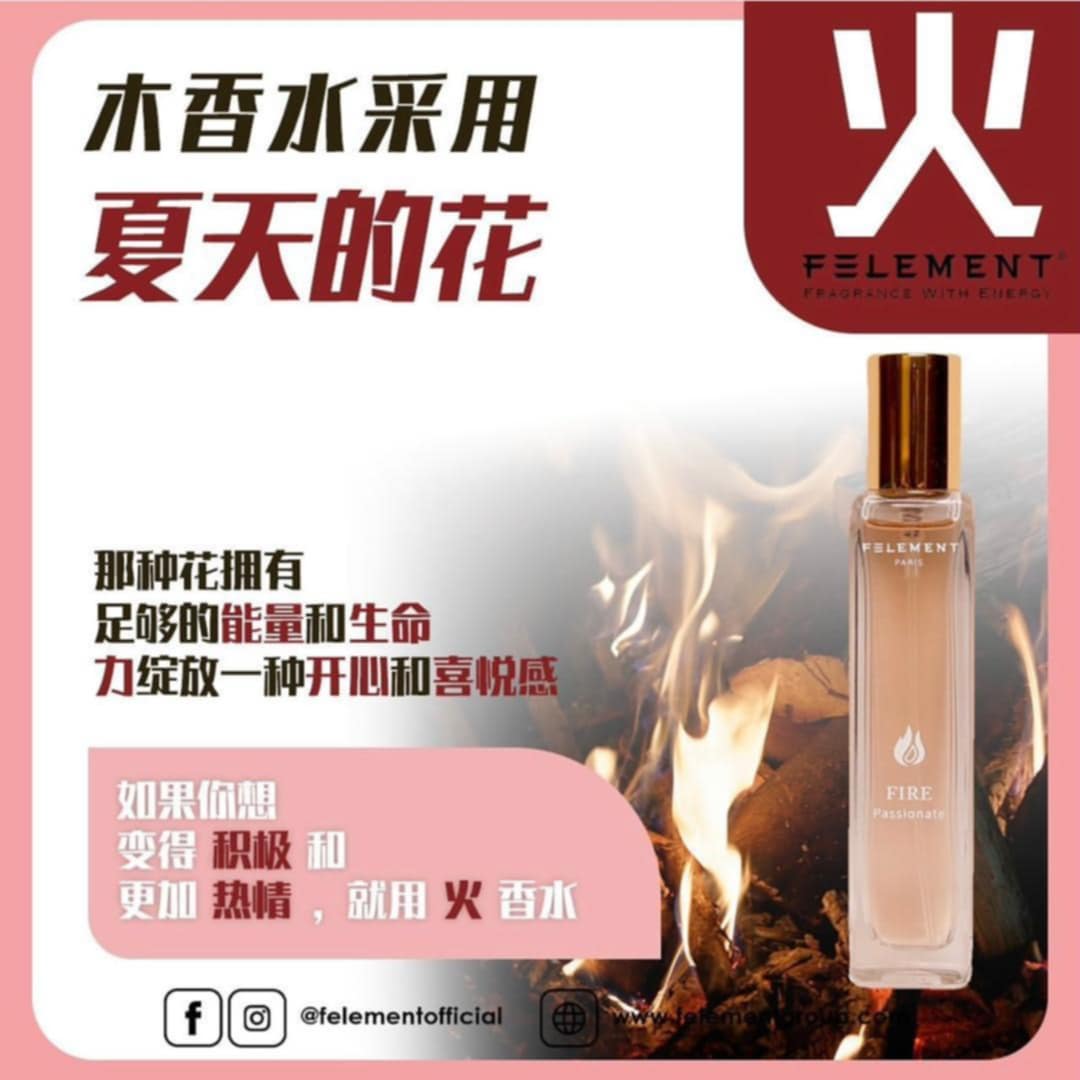 木香水采用
夏天的花
火
FELEMENT
FRAGRANCE WITH ENERGY
FELEMENT
PARIS
那种花拥有
足够的能量和生命
力绽放一种开心和喜悦感
FIRE
Passionate
如果你想
变得 积极 和
更加 热情 ，就用 火 香水
@felementofficial
www.felementgroup.com